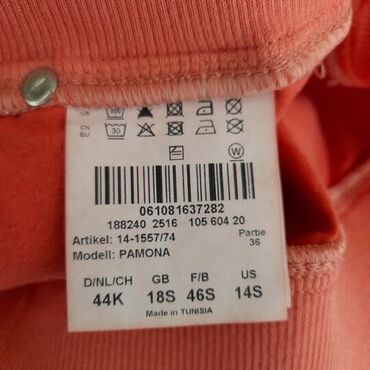 US
CN
EU
30
W
061081637282
188240 2516 105 604 20
Artikel: 14-1557/74 Partie
Modell: PAMONA 36
D/NL/CH GB F/B US
44K 18S 46S 14S
Made in TUNISIA